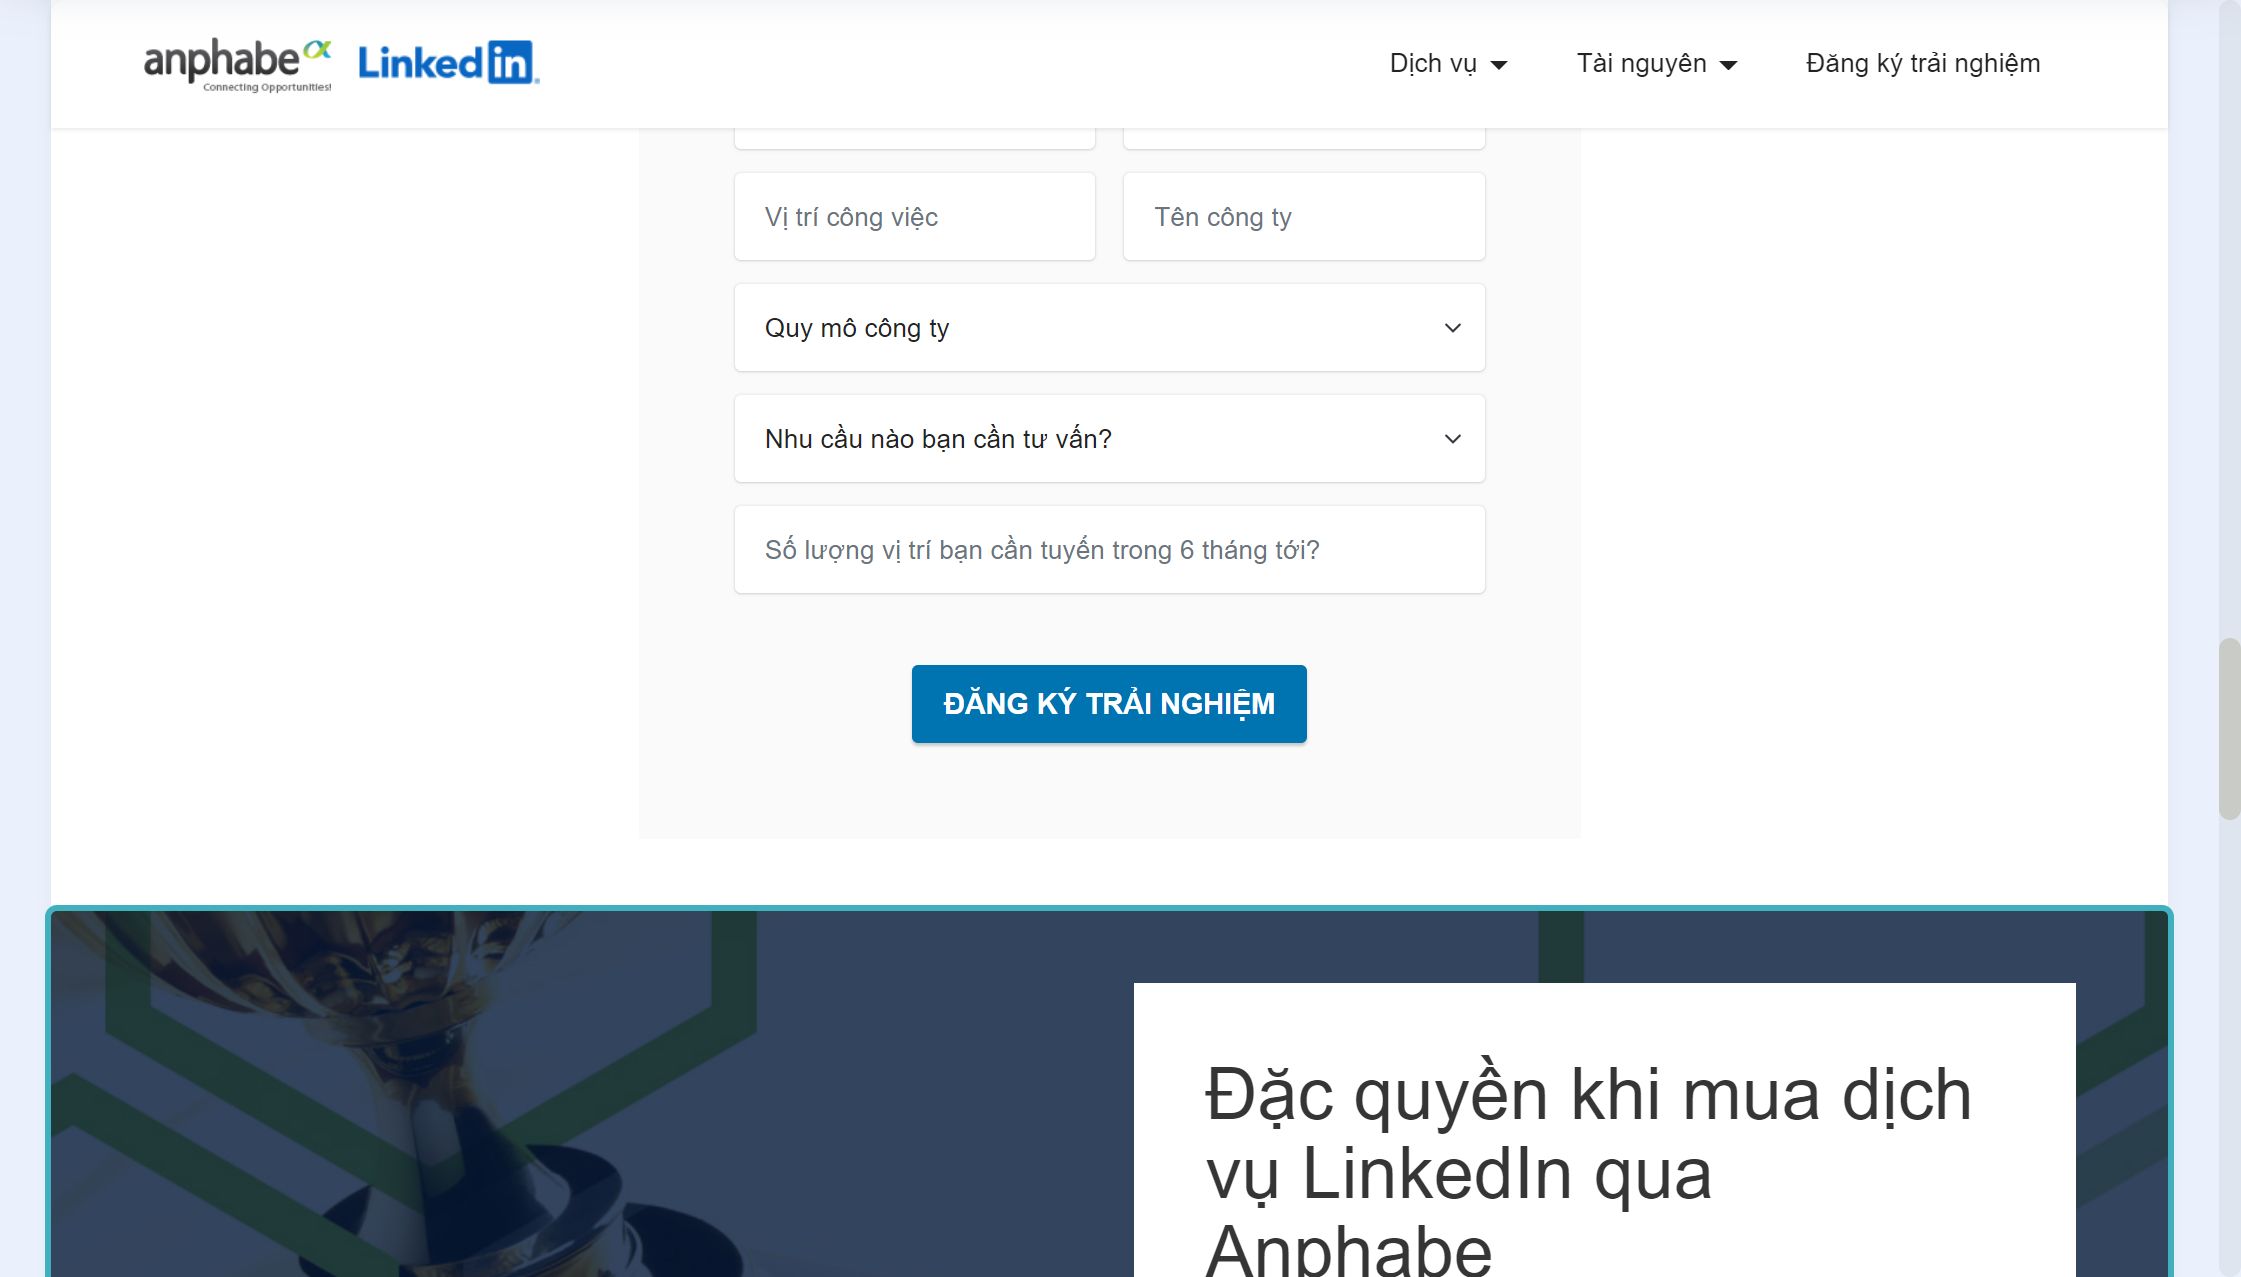 anphabe
Connecting Opportunities!
Linked in
Dịch vụ
Tài nguyên
Đăng ký trải nghiệm
Vị trí công việc
Tên công ty
Quy mô công ty
Nhu cầu nào bạn cần tư vấn?
Số lượng vị trí bạn cần tuyển trong 6 tháng tới?
ĐĂNG KÝ TRẢI NGHIỆM
Đặc quyền khi mua dịch
vụ LinkedIn qua
Anphabe